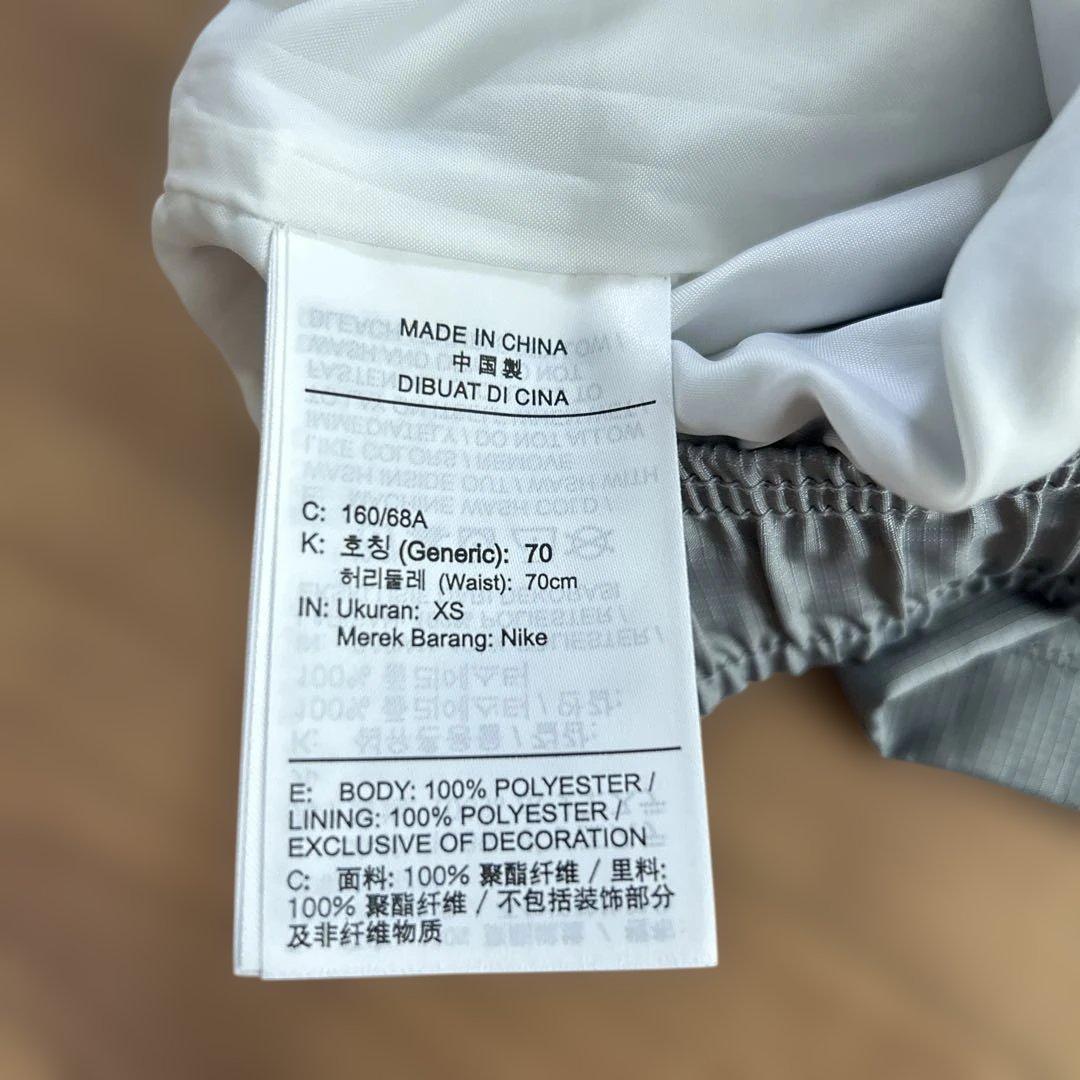 MADE IN CHINA
中国製
DIBUAT DI CINA
C: 160/68A
K: 호칭 (Generic): 70
허리둘레 (Waist): 70cm
IN: Ukuran: XS
Merek Barang: Nike
E: BODY: 100% POLYESTER /
LINING: 100% POLYESTER /
EXCLUSIVE OF DECORATION
C: 面料: 100% 聚酯纤维 / 里料:
100% 聚酯纤维 / 不包括装饰部分
及非纤维物质